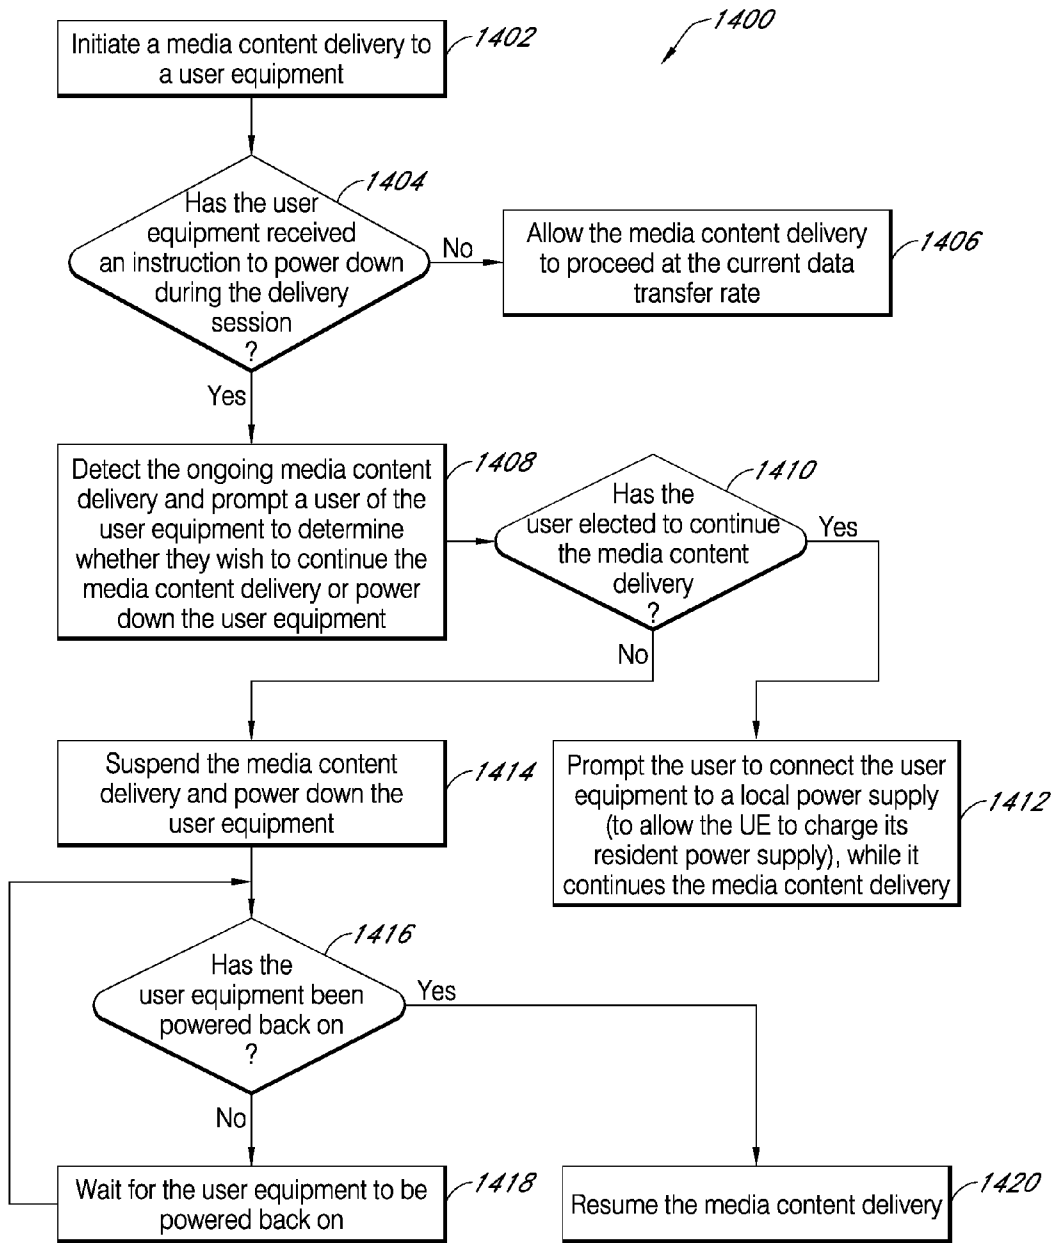 1400
Initiate a media content delivery to
a user equipment
1402
Has the user
equipment received
an instruction to power down
during the delivery
session
?
1404
No
Allow the media content delivery
to proceed at the current data
transfer rate
1406
Yes
Detect the ongoing media content
delivery and prompt a user of the
user equipment to determine
whether they wish to continue the
media content delivery or power
down the user equipment
1408
Has the
user elected to continue
the media content
delivery
?
1410
Yes
No
Suspend the media content
delivery and power down the
user equipment
1414
Prompt the user to connect the user
equipment to a local power supply
(to allow the UE to charge its
resident power supply), while it
continues the media content delivery
1412
Has the
user equipment been
powered back on
?
1416
Yes
No
Wait for the user equipment to be
powered back on
1418
Resume the media content delivery
1420